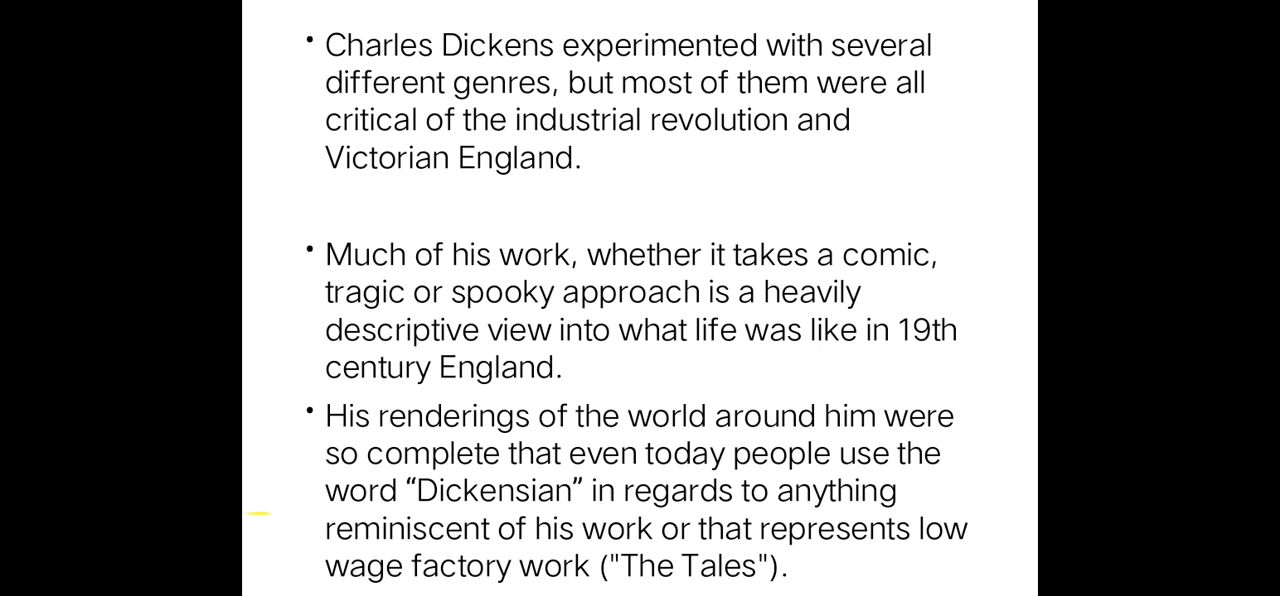 • Charles Dickens experimented with several
different genres, but most of them were all
critical of the industrial revolution and
Victorian England.
• Much of his work, whether it takes a comic,
tragic or spooky approach is a heavily
descriptive view into what life was like in 19th
century England.
• His renderings of the world around him were
so complete that even today people use the
word “Dickensian” in regards to anything
reminiscent of his work or that represents low
wage factory work ("The Tales").